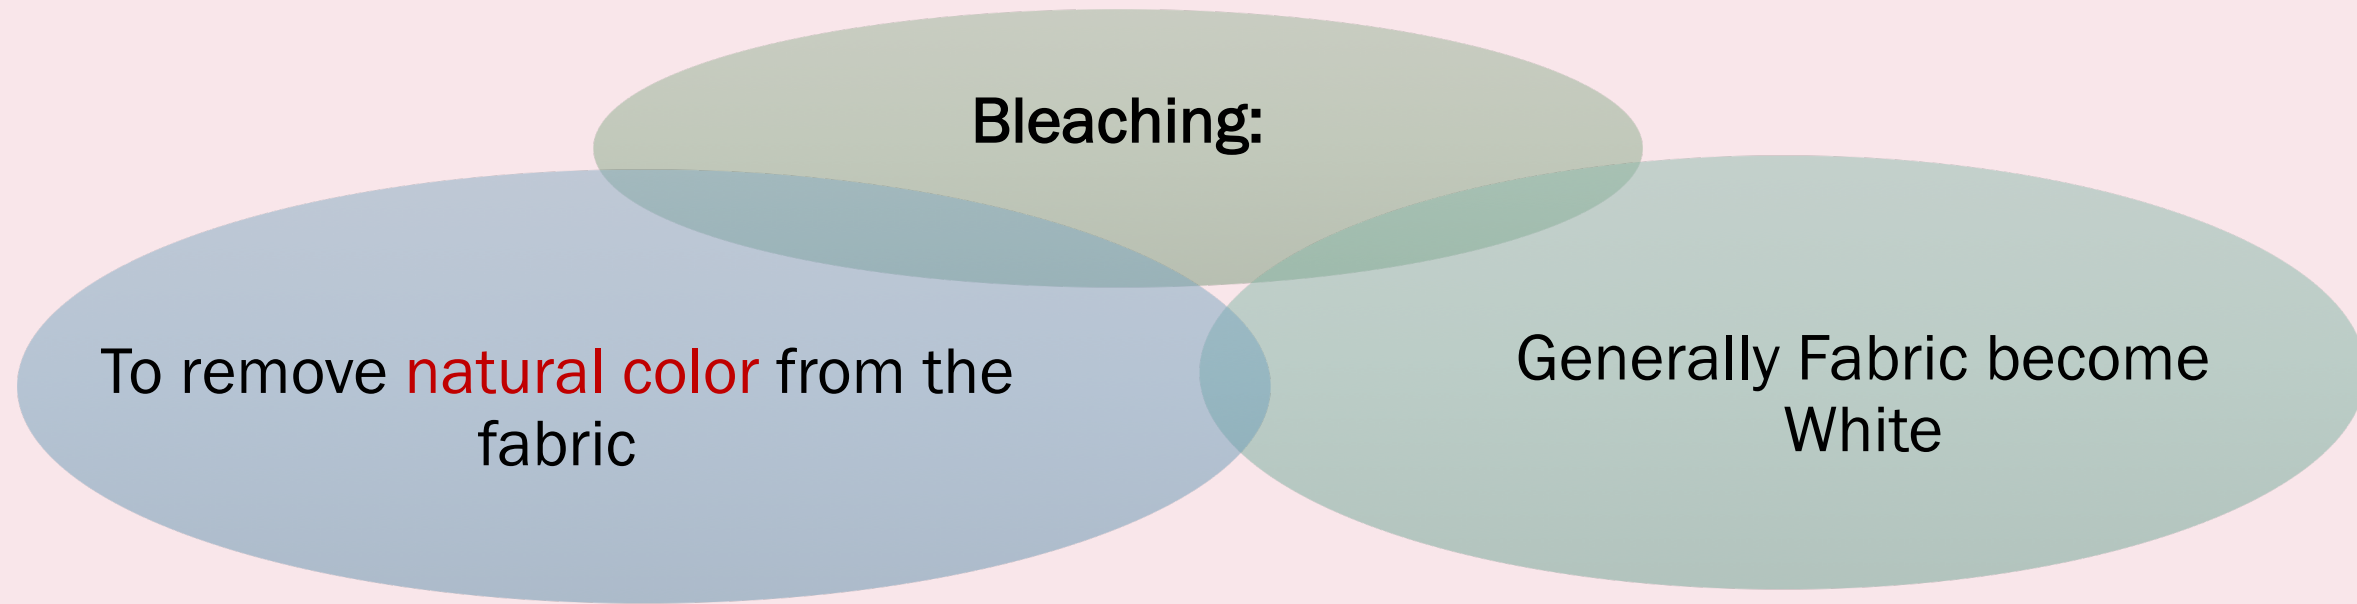 Bleaching:
To remove natural color from the
fabric
Generally Fabric become
White